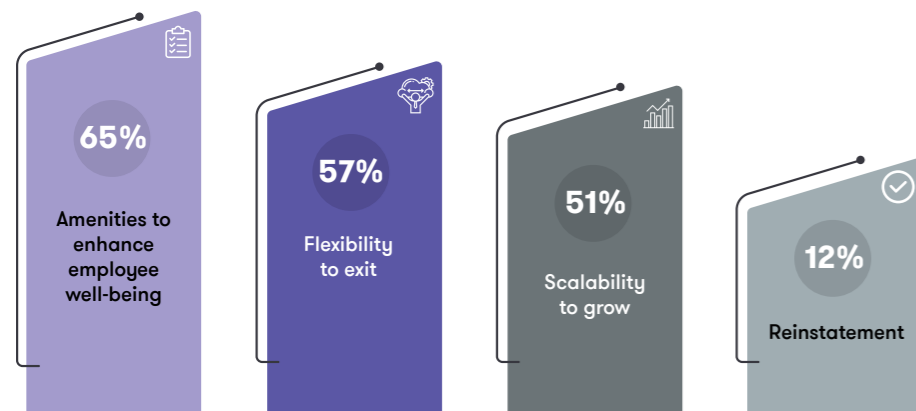 65%
Amenities to
enhance
employee
well-being
57%
Flexibility
to exit
51%
Scalability
to grow
12%
Reinstatement